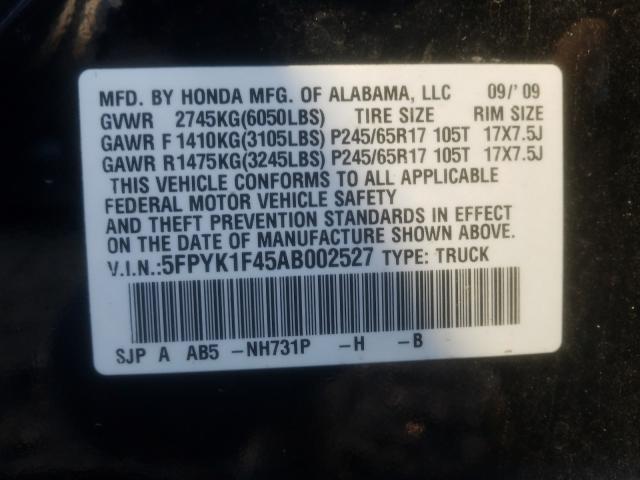 MFD. BY HONDA MFG. OF ALABAMA, LLC 09/'09
GVWR 2745KG(6050LBS) TIRE SIZE RIM SIZE
GAWR F 1410KG(3105LBS) P245/65R17 105T 17X7.5J
GAWR R1475KG(3245LBS) P245/65R17 105T 17X7.5J
THIS VEHICLE CONFORMS TO ALL APPLICABLE
FEDERAL MOTOR VEHICLE SAFETY
AND THEFT PREVENTION STANDARDS IN EFFECT
ON THE DATE OF MANUFACTURE SHOWN ABOVE.
V.I.N.:5FPYK1F45AB002527 TYPE: TRUCK
SJP A AB5 -NH731P -H -B